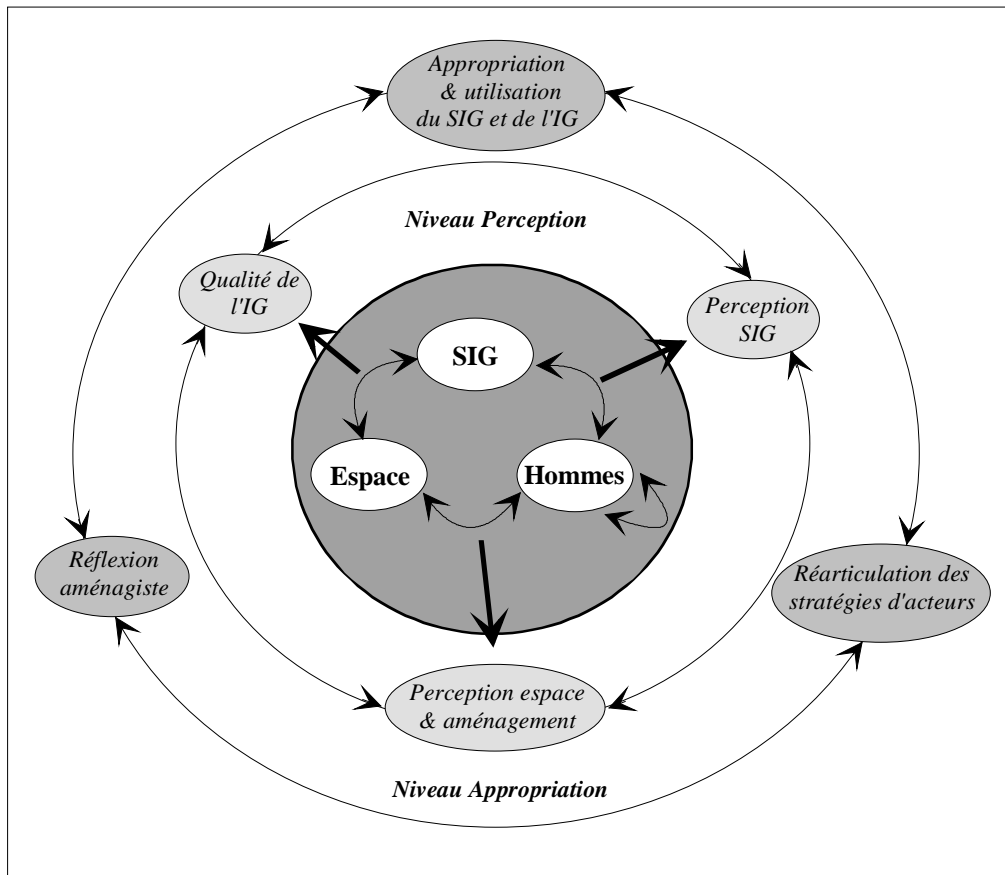 Appropriation
& utilisation
du SIG et de l'IG
Niveau Perception
Qualité de
l'IG
Perception
SIG
SIG
Espace
Hommes
Réflexion
aménagiste
Réarticulation des
stratégies d'acteurs
Perception espace
& aménagement
Niveau Appropriation